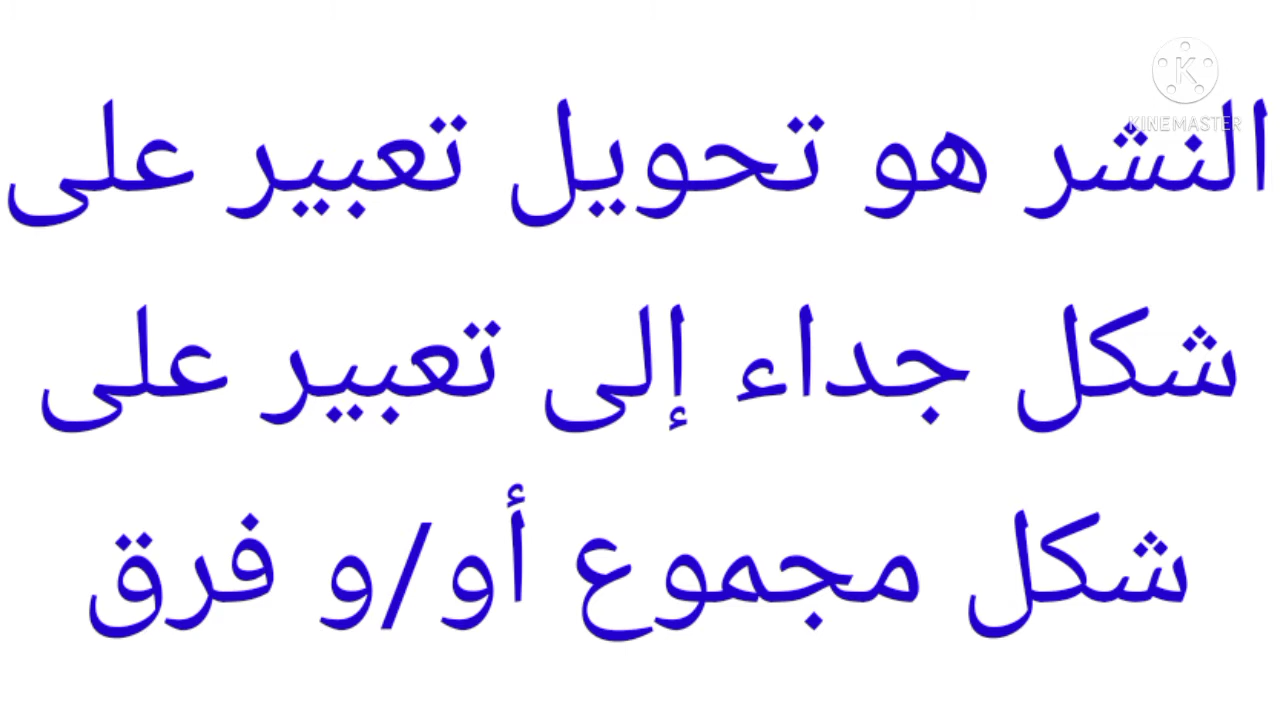 KINEMASTER
النشر هو تحويل تعبير على
شكل جداء إلى تعبير على
شكل مجموع أو/و فرق